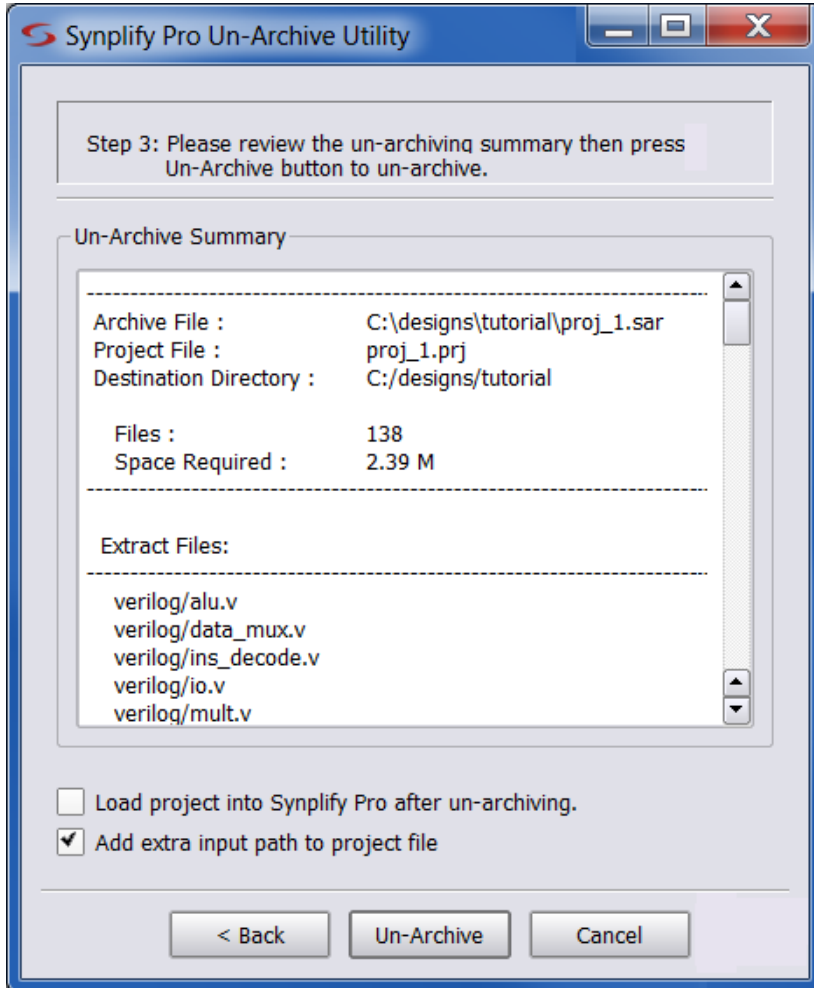 Synplify Pro Un-Archive Utility
Step 3: Please review the un-archiving summary then press
Un-Archive button to un-archive.
Un-Archive Summary
Archive File : C:\designs\tutorial\proj_1.sar
Project File : proj_1.prj
Destination Directory : C:/designs/tutorial
Files : 138
Space Required : 2.39 M
Extract Files:
verilog/alu.v
verilog/data_mux.v
verilog/ins_decode.v
verilog/io.v
verilog/mult.v
Load project into Synplify Pro after un-archiving.
Add extra input path to project file
< Back Un-Archive Cancel